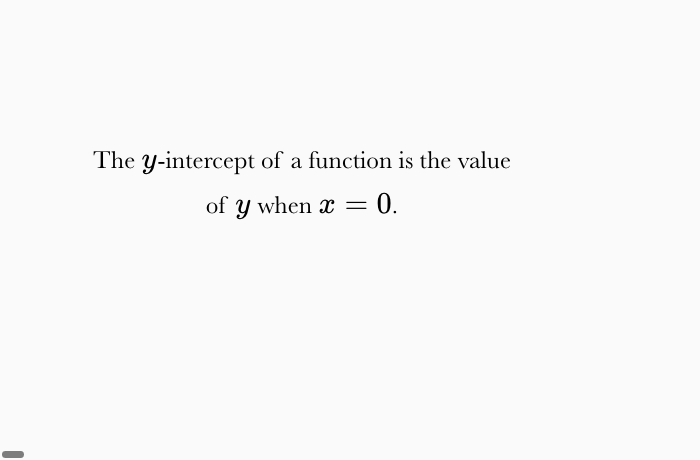 The y-intercept of a function is the value
of y when x = 0.